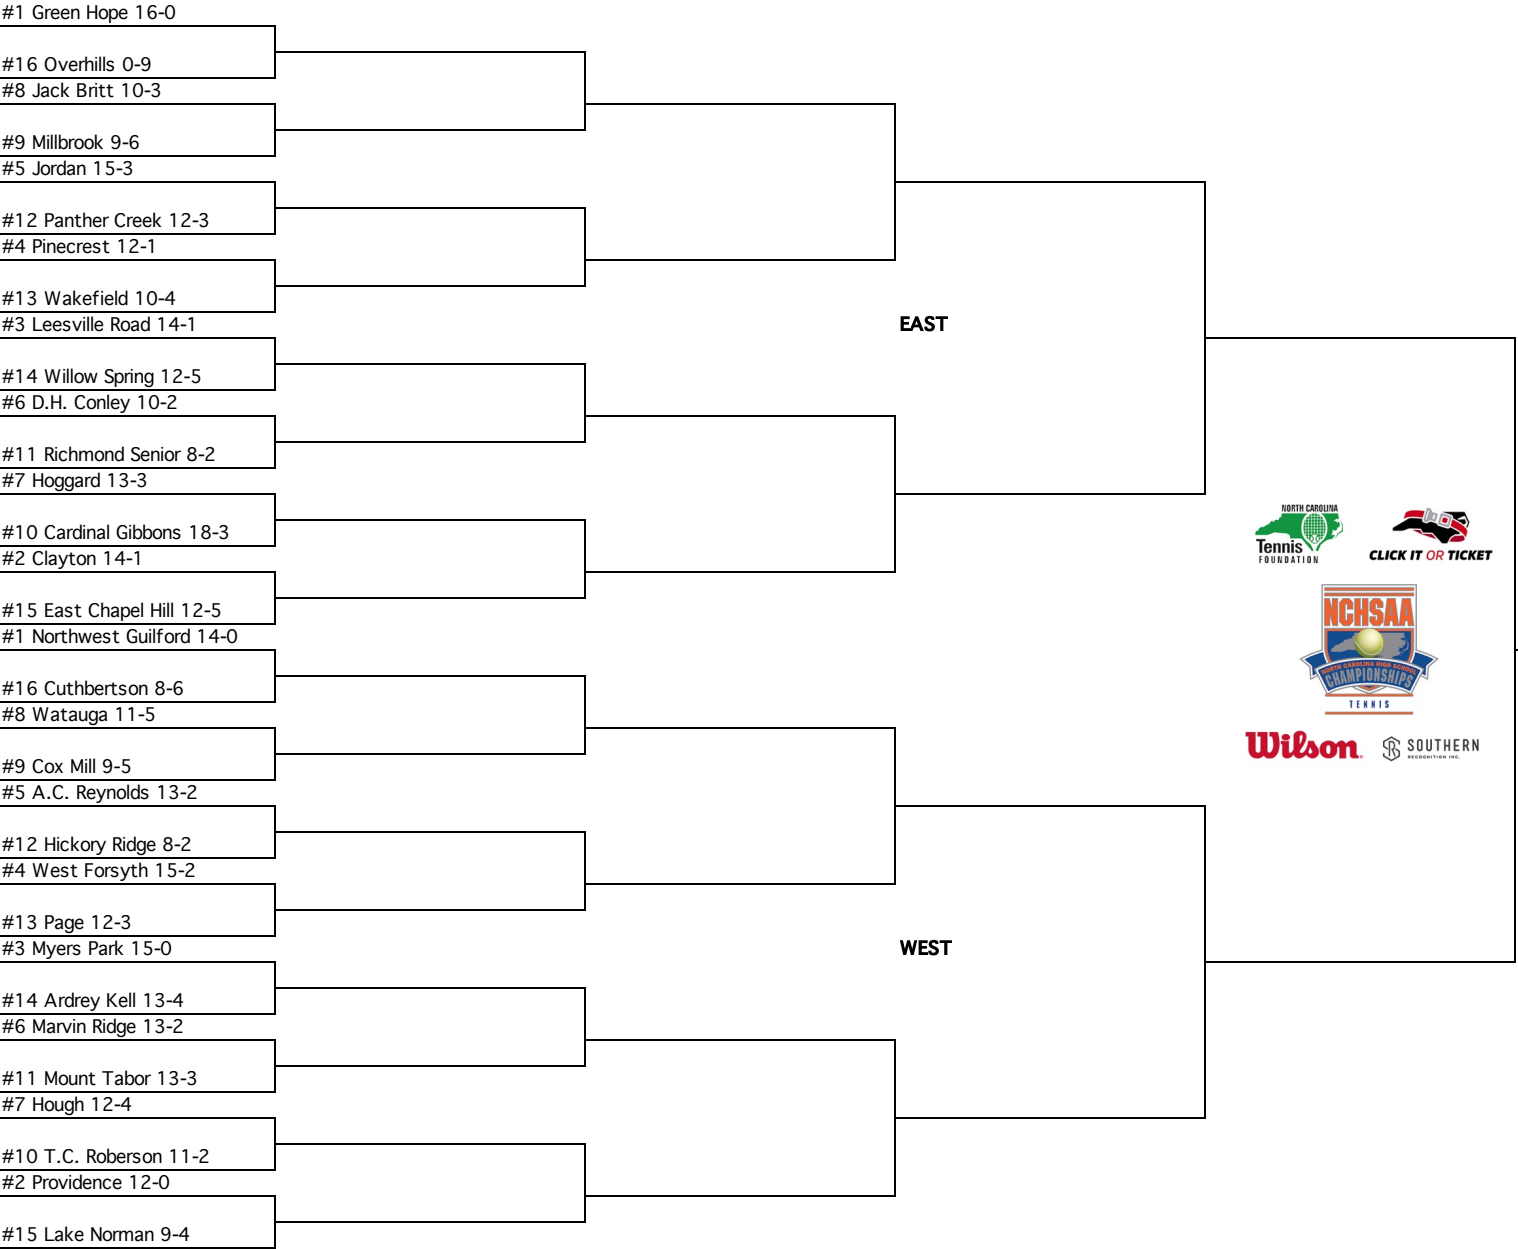 #1 Green Hope 16-0
#16 Overhills 0-9
#8 Jack Britt 10-3
#9 Millbrook 9-6
#5 Jordan 15-3
#12 Panther Creek 12-3
#4 Pinecrest 12-1
#13 Wakefield 10-4
#3 Leesville Road 14-1
EAST
#14 Willow Spring 12-5
#6 D.H. Conley 10-2
#11 Richmond Senior 8-2
#7 Hoggard 13-3
#10 Cardinal Gibbons 18-3
#2 Clayton 14-1
#15 East Chapel Hill 12-5
#1 Northwest Guilford 14-0
#16 Cuthbertson 8-6
#8 Watauga 11-5
#9 Cox Mill 9-5
#5 A.C. Reynolds 13-2
#12 Hickory Ridge 8-2
#4 West Forsyth 15-2
#13 Page 12-3
#3 Myers Park 15-0
WEST
#14 Ardrey Kell 13-4
#6 Marvin Ridge 13-2
#11 Mount Tabor 13-3
#7 Hough 12-4
#10 T.C. Roberson 11-2
#2 Providence 12-0
#15 Lake Norman 9-4
NORTH CAROLINA
Tennis
FOUNDATION
CLICK IT OR TICKET
NCHSAA
NORTH CAROLINA HIGH SCHOOL
CHAMPIONSHIPS
TENNIS
Wilson
SR SOUTHERN
RECOGNITION INC.